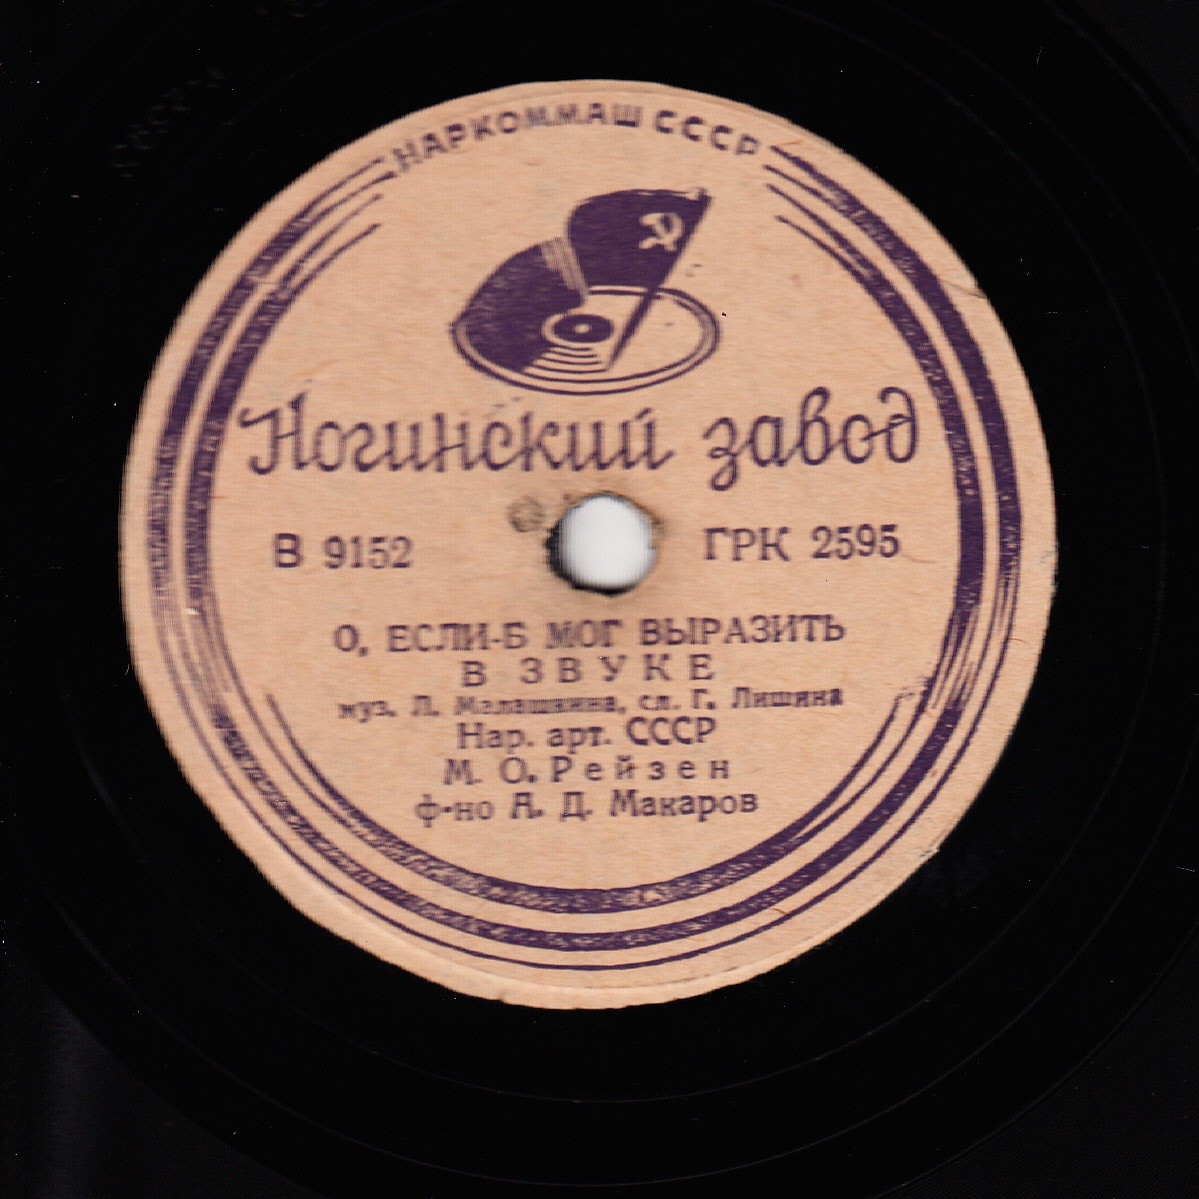 НАРКОММАШ СССР
Ногинский завод
В 9152
ГРК 2595
О, ЕСЛИ-Б МОГ ВЫРАЗИТЬ
В ЗВУКЕ
муз. Л. Малашкина, сл. Г. Лишина
Нар. арт. СССР
М. О. Рейзен
ф-но А. Д. Макаров